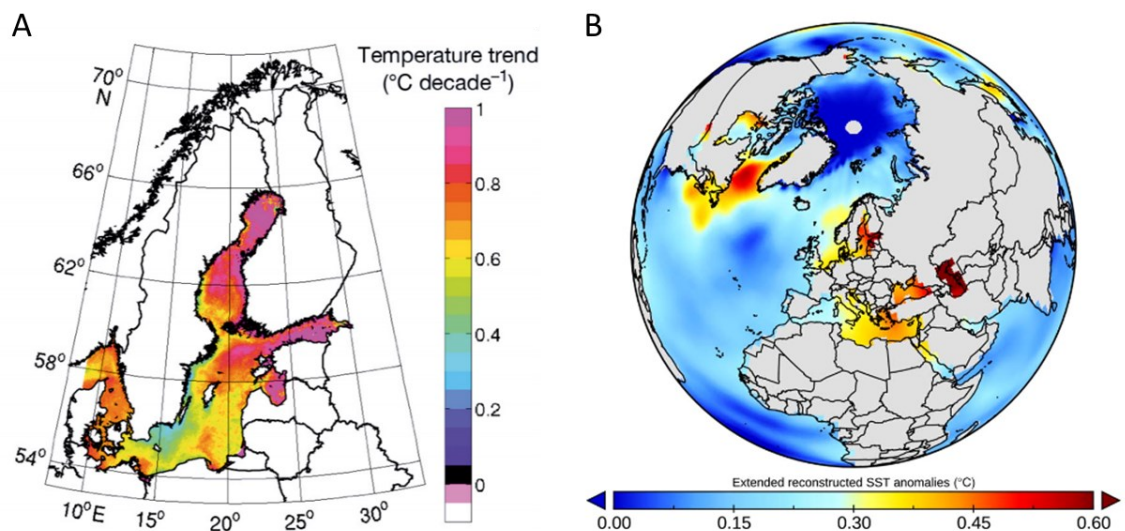 A
B
Temperature trend
(°C decade⁻¹)
70°
N
66°
62°
58°
54°
10°E
15°
20°
25°
30°
1
0.8
0.6
0.4
0.2
0
Extended reconstructed SST anomalies (°C)
0.00 0.15 0.30 0.45 0.60